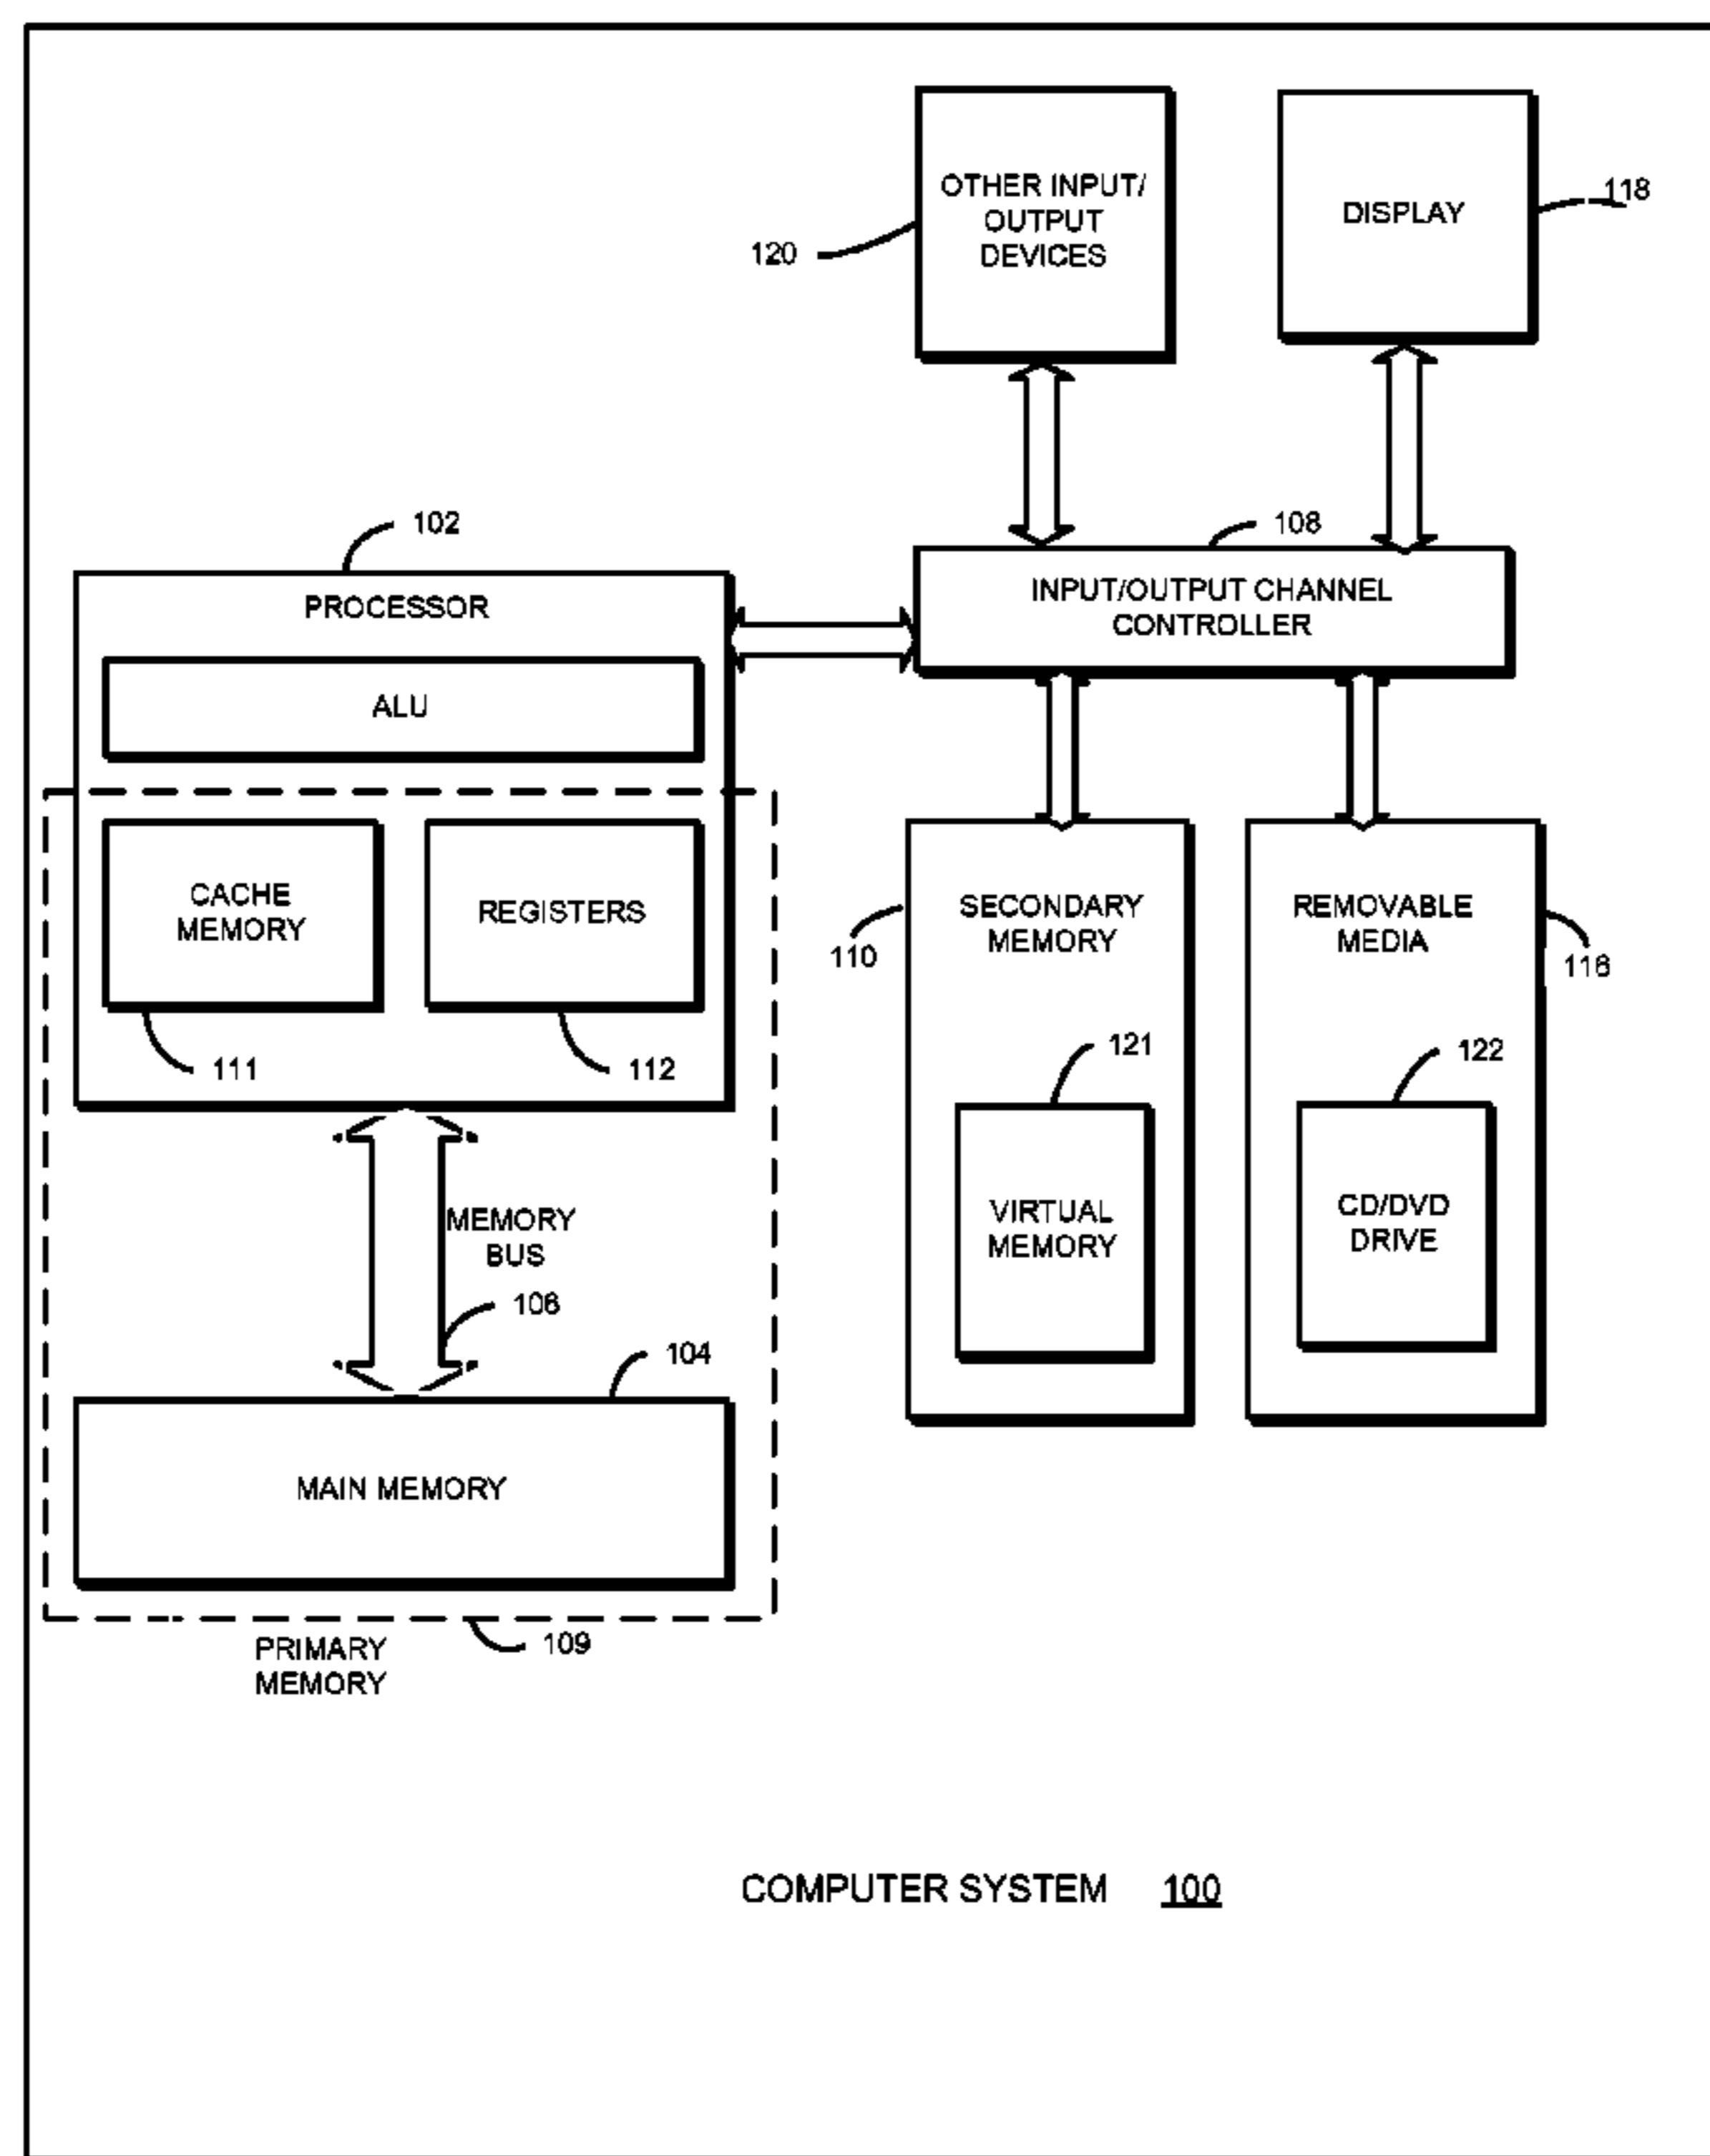 OTHER INPUT/
OUTPUT
DEVICES
120
DISPLAY
118
102
PROCESSOR
ALU
108
INPUT/OUTPUT CHANNEL
CONTROLLER
CACHE
MEMORY
REGISTERS
111
112
SECONDARY
MEMORY
110
REMOVABLE
MEDIA
116
121
VIRTUAL
MEMORY
122
CD/DVD
DRIVE
MEMORY
BUS
106
104
MAIN MEMORY
109
PRIMARY
MEMORY
COMPUTER SYSTEM 100